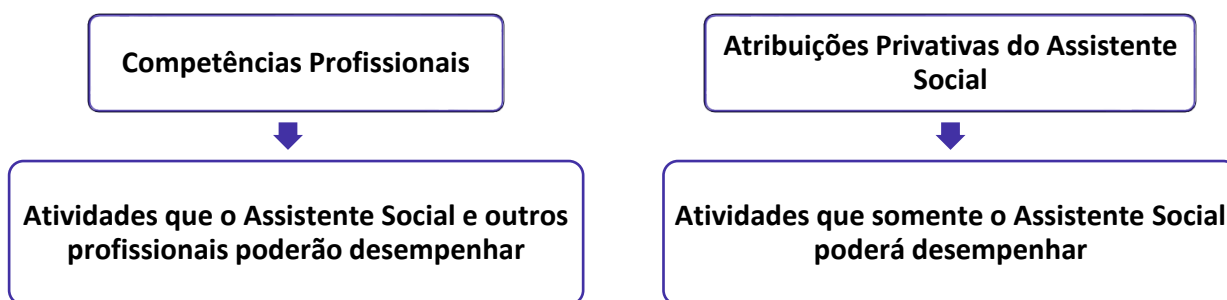 Competências Profissionais
Atividades que o Assistente Social e outros
profissionais poderão desempenhar
Atribuições Privativas do Assistente
Social
Atividades que somente o Assistente Social
poderá desempenhar